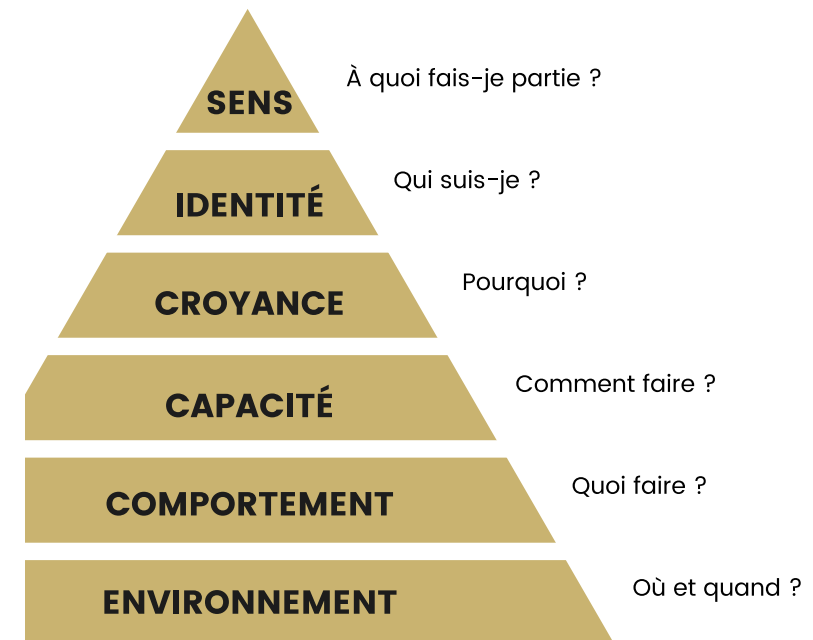 SENS
À quoi fais-je partie ?
IDENTITÉ
Qui suis-je ?
CROYANCE
Pourquoi ?
CAPACITÉ
Comment faire ?
COMPORTEMENT
Quoi faire ?
ENVIRONNEMENT
Où et quand ?